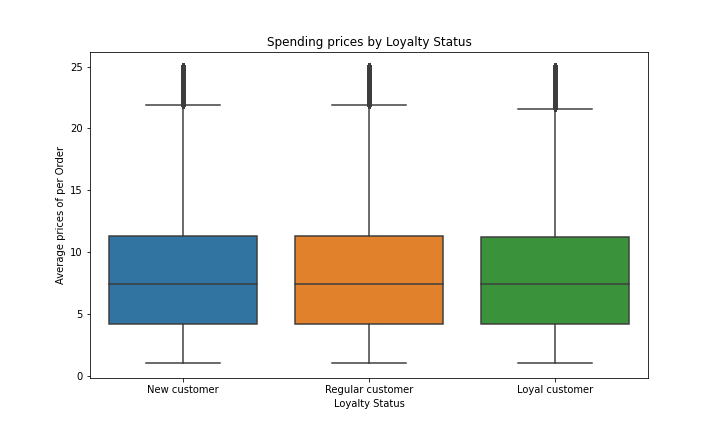 Spending prices by Loyalty Status
Average prices of per Order
25
20
15
10
5
0
New customer
Regular customer
Loyal customer
Loyalty Status